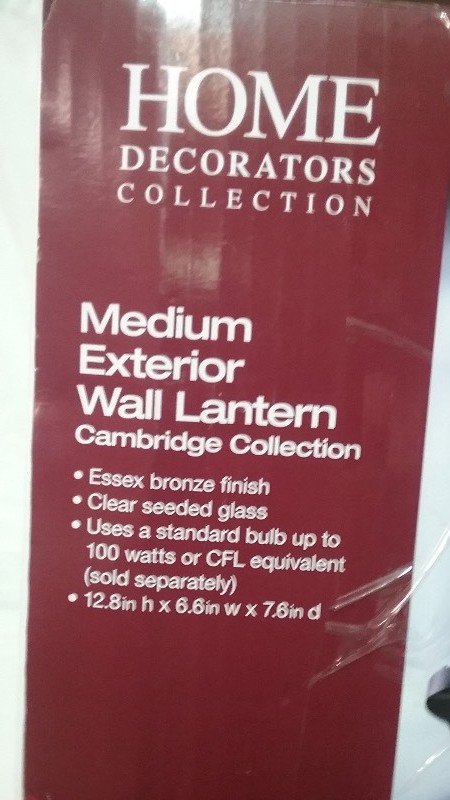 HOME
DECORATORS
COLLECTION
Medium
Exterior
Wall Lantern
Cambridge Collection
• Essex bronze finish
• Clear seeded glass
• Uses a standard bulb up to
100 watts or CFL equivalent
(sold separately)
• 12.8in h x 6.6in w x 7.6in d